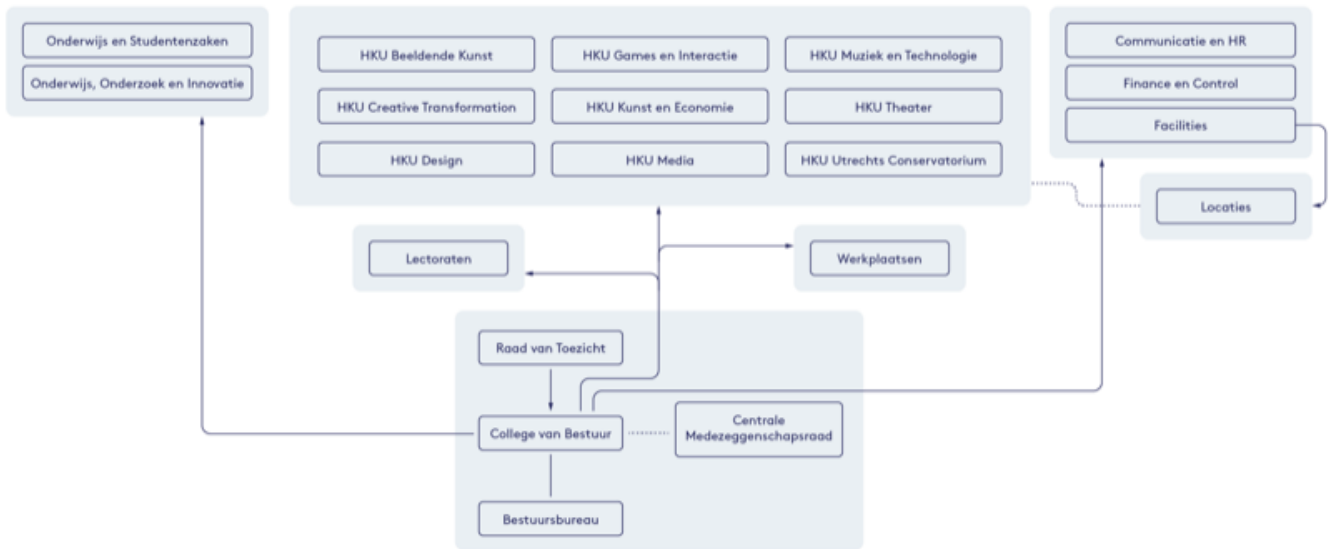 Onderwijs en Studentenzaken
Onderwijs, Onderzoek en Innovatie
HKU Beeldende Kunst
HKU Games en Interactie
HKU Muziek en Technologie
HKU Creative Transformation
HKU Kunst en Economie
HKU Theater
HKU Design
HKU Media
HKU Utrechts Conservatorium
Communicatie en HR
Finance en Control
Facilities
Locaties
Lectoraten
Werkplaatsen
Raad van Toezicht
College van Bestuur
Centrale
Medezeggenschapsraad
Bestuursbureau